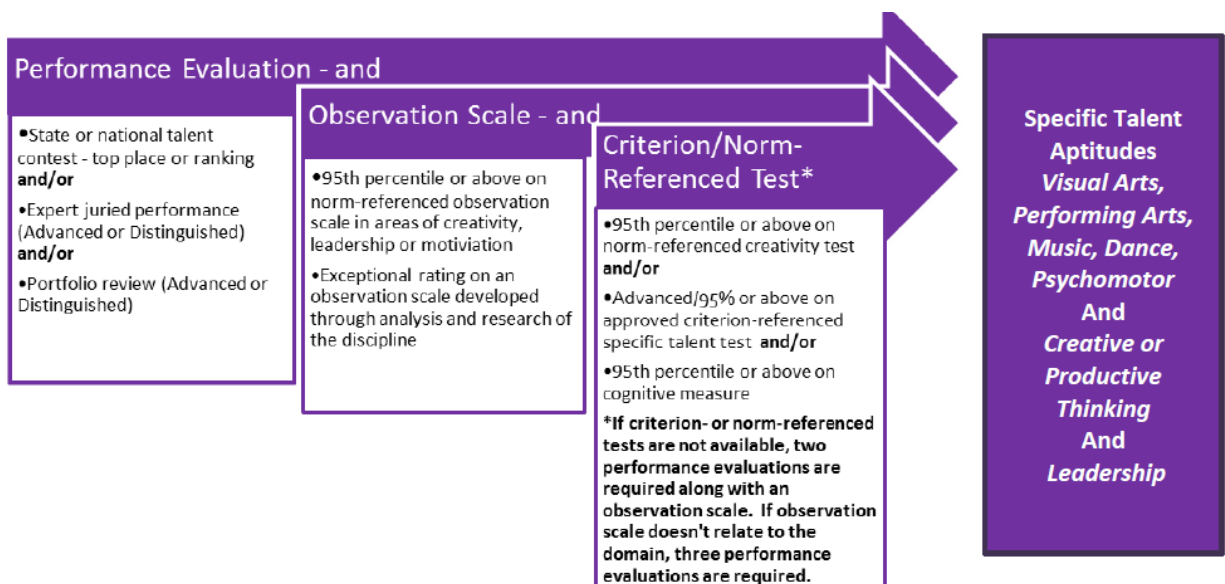 Performance Evaluation - and
•State or national talent
contest - top place or ranking
and/or
•Expert juried performance
(Advanced or Distinguished)
and/or
•Portfolio review (Advanced or
Distinguished)
Observation Scale - and
•95th percentile or above on
norm-referenced observation
scale in areas of creativity,
leadership or motiviation
•Exceptional rating on an
observation scale developed
through analysis and research of
the discipline
Criterion/Norm-
Referenced Test*
•95th percentile or above on
norm-referenced creativity test
and/or
•Advanced/95% or above on
approved criterion-referenced
specific talent test and/or
•95th percentile or above on
cognitive measure
*If criterion- or norm-referenced
tests are not available, two
performance evaluations are
required along with an
observation scale. If observation
scale doesn't relate to the
domain, three performance
evaluations are required.
Specific Talent
Aptitudes
Visual Arts,
Performing Arts,
Music, Dance,
Psychomotor
And
Creative or
Productive
Thinking
And
Leadership